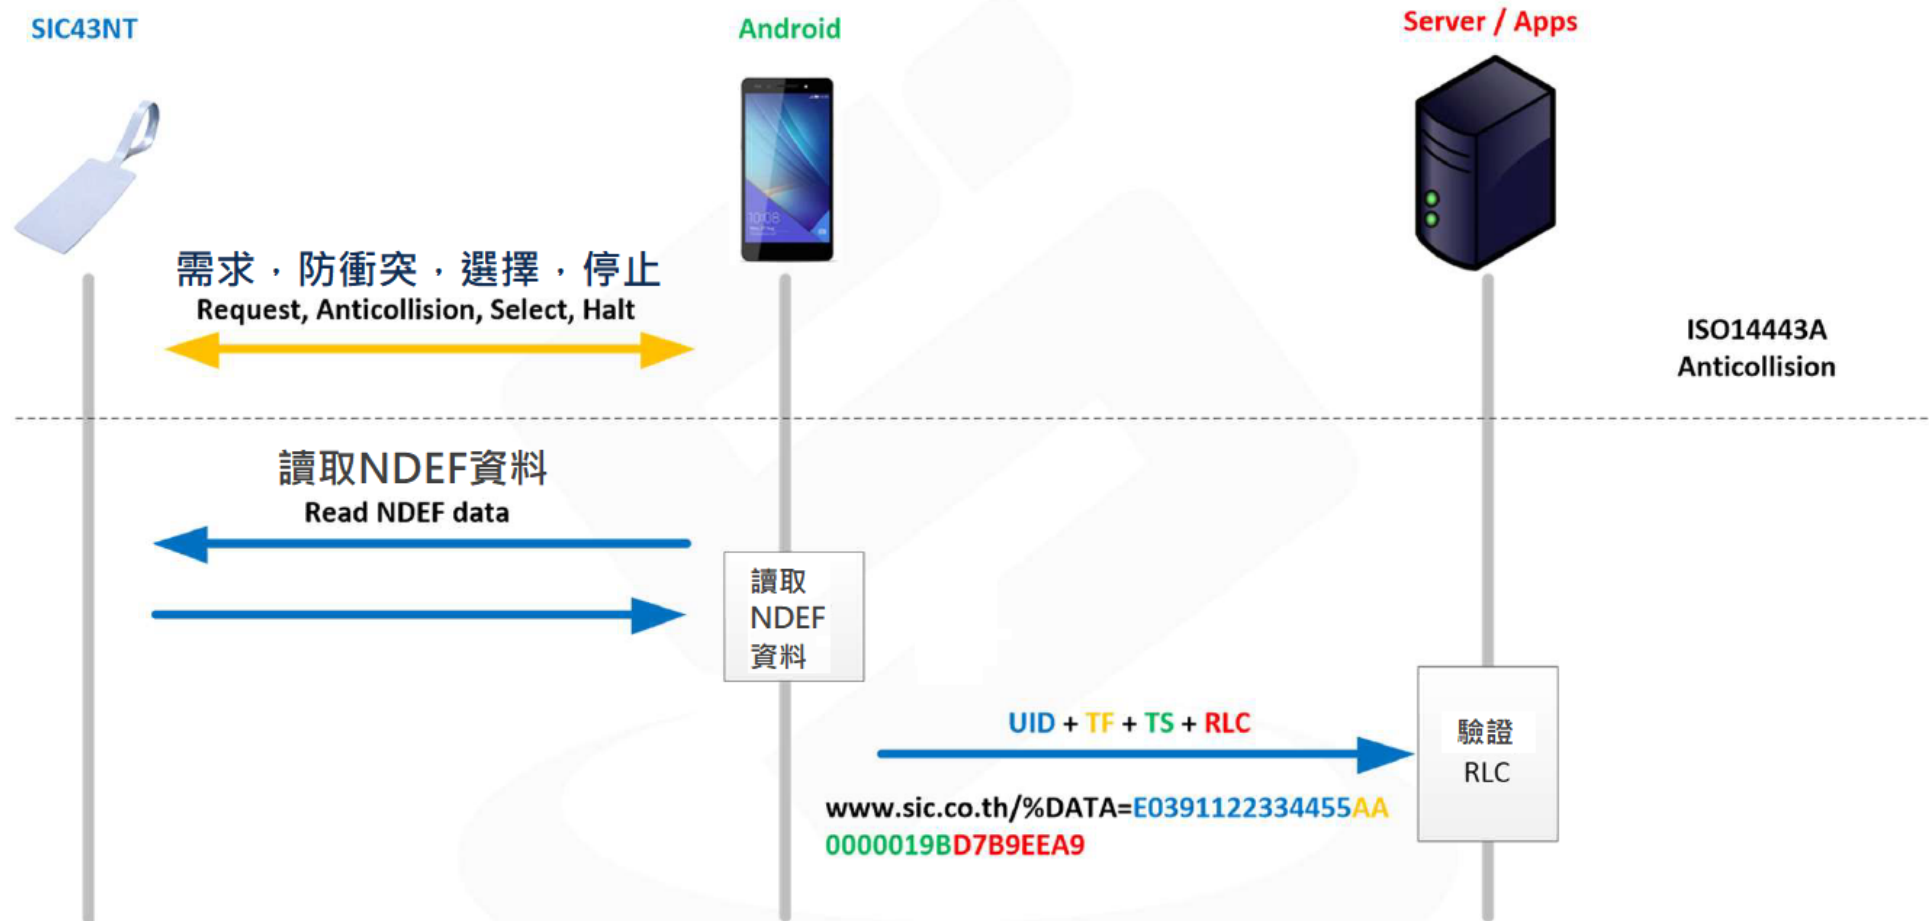 SIC43NT
Android
Server / Apps
需求，防衝突，選擇，停止
Request, Anticollision, Select, Halt
ISO14443A
Anticollision
讀取NDEF資料
Read NDEF data
讀取
NDEF
資料
UID + TF + TS + RLC
www.sic.co.th/%DATA=E0391122334455AA
0000019BD7B9EEA9
驗證
RLC
10:08